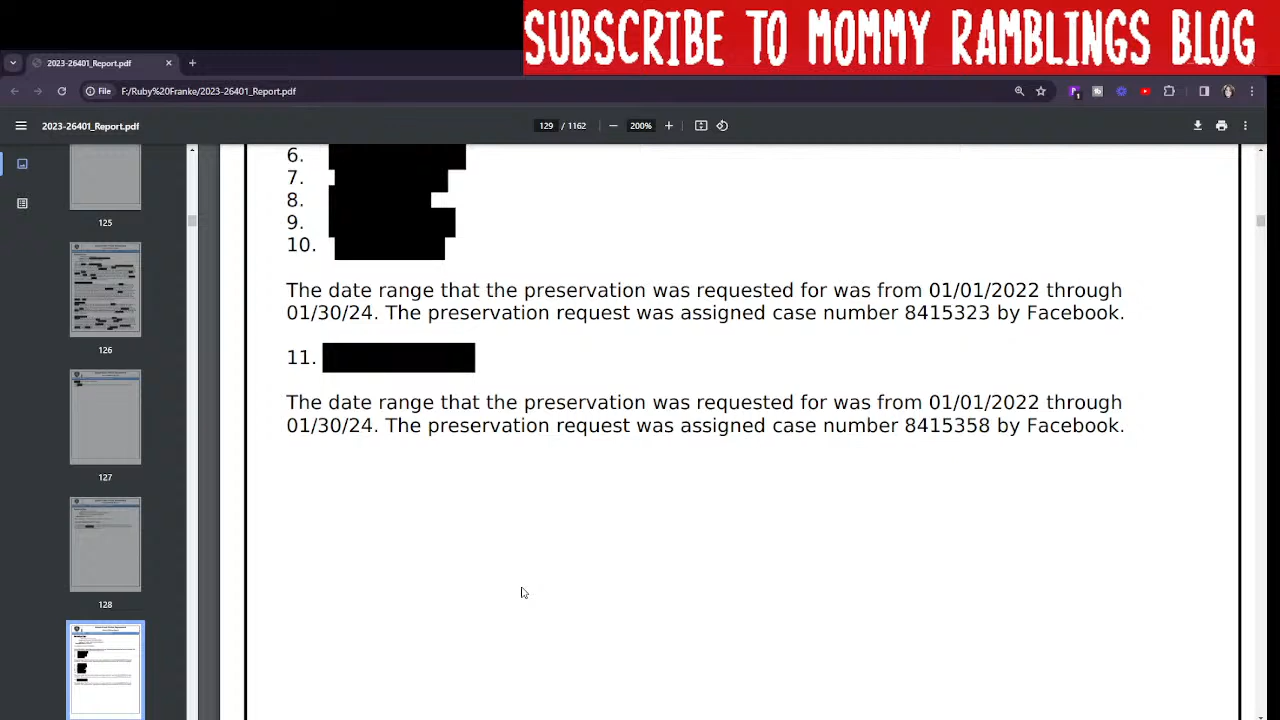 SUBSCRIBE TO MOMMY RAMBLINGS BLOG
2023-26401_Report.pdf
File F:/Ruby%20Franke/2023-26401_Report.pdf
2023-26401_Report.pdf
129 / 1162
200%
125
126
127
128
6.
7.
8.
9.
10.
The date range that the preservation was requested for was from 01/01/2022 through
01/30/24. The preservation request was assigned case number 8415323 by Facebook.
11.
The date range that the preservation was requested for was from 01/01/2022 through
01/30/24. The preservation request was assigned case number 8415358 by Facebook.